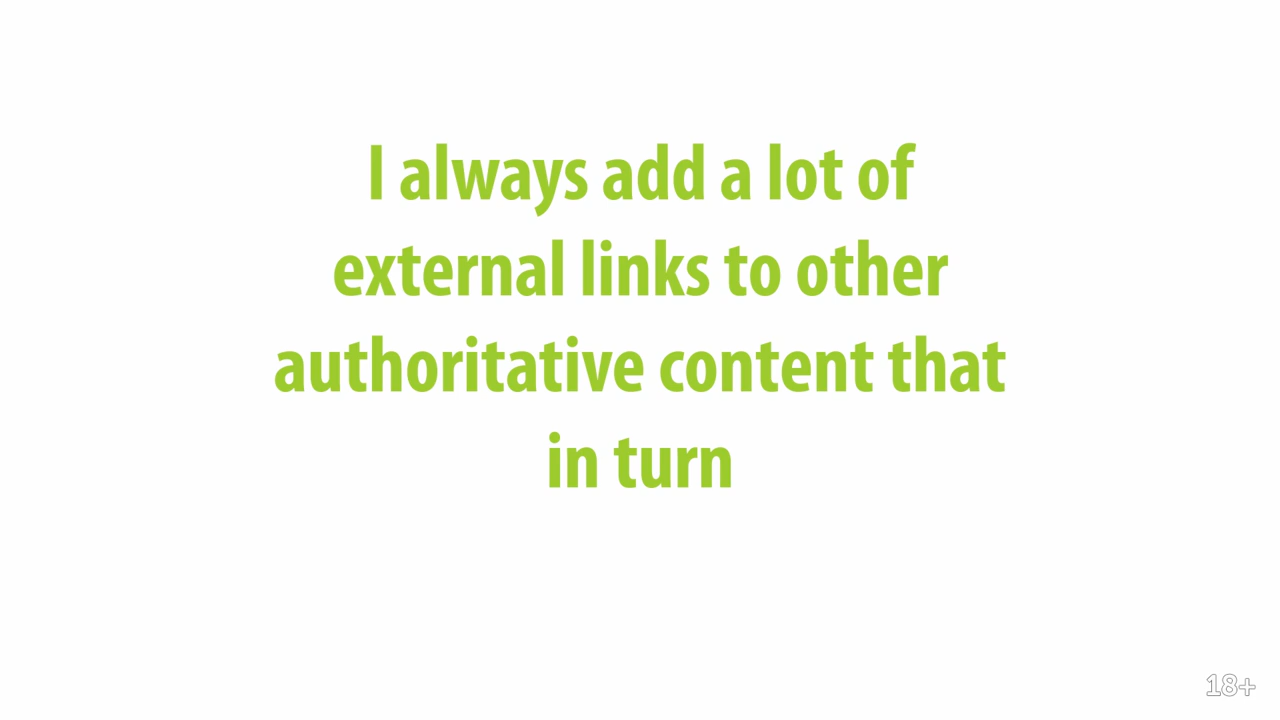 I always add a lot of
external links to other
authoritative content that
in turn
18+